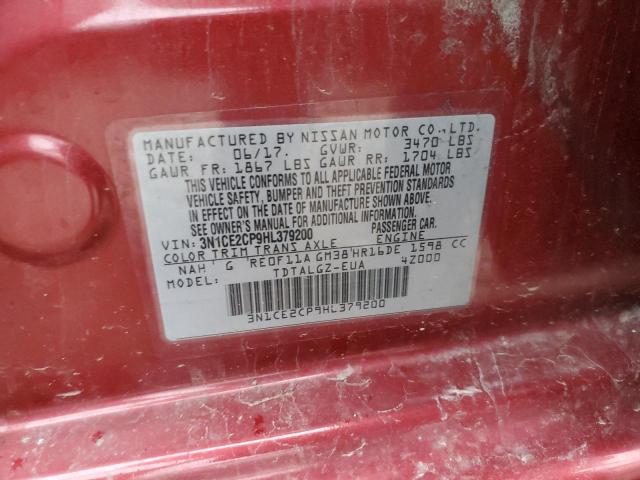 MANUFACTURED BY NISSAN MOTOR CO.,LTD.
DATE: 06/17. GVWR: 3470 LBS
GAWR FR: 1867 LBS GAWR RR: 1704 LBS
THIS VEHICLE CONFORMS TO ALL APPLICABLE FEDERAL MOTOR
VEHICLE SAFETY, BUMPER AND THEFT PREVENTION STANDARDS
IN EFFECT ON THE DATE OF MANUFACTURE SHOWN ABOVE.
SEE OWNER'S MANUAL FOR ADDITIONAL
VIN: 3N1CE2CP9HL379200 PASSENGER CAR.
COLOR TRIM TRANS AXLE ENGINE
NAH G RE0F11A GM38 HR16DE 1598 CC
MODEL: TDTALGZ-EUA 4Z000
3N1CE2CP9HL379200